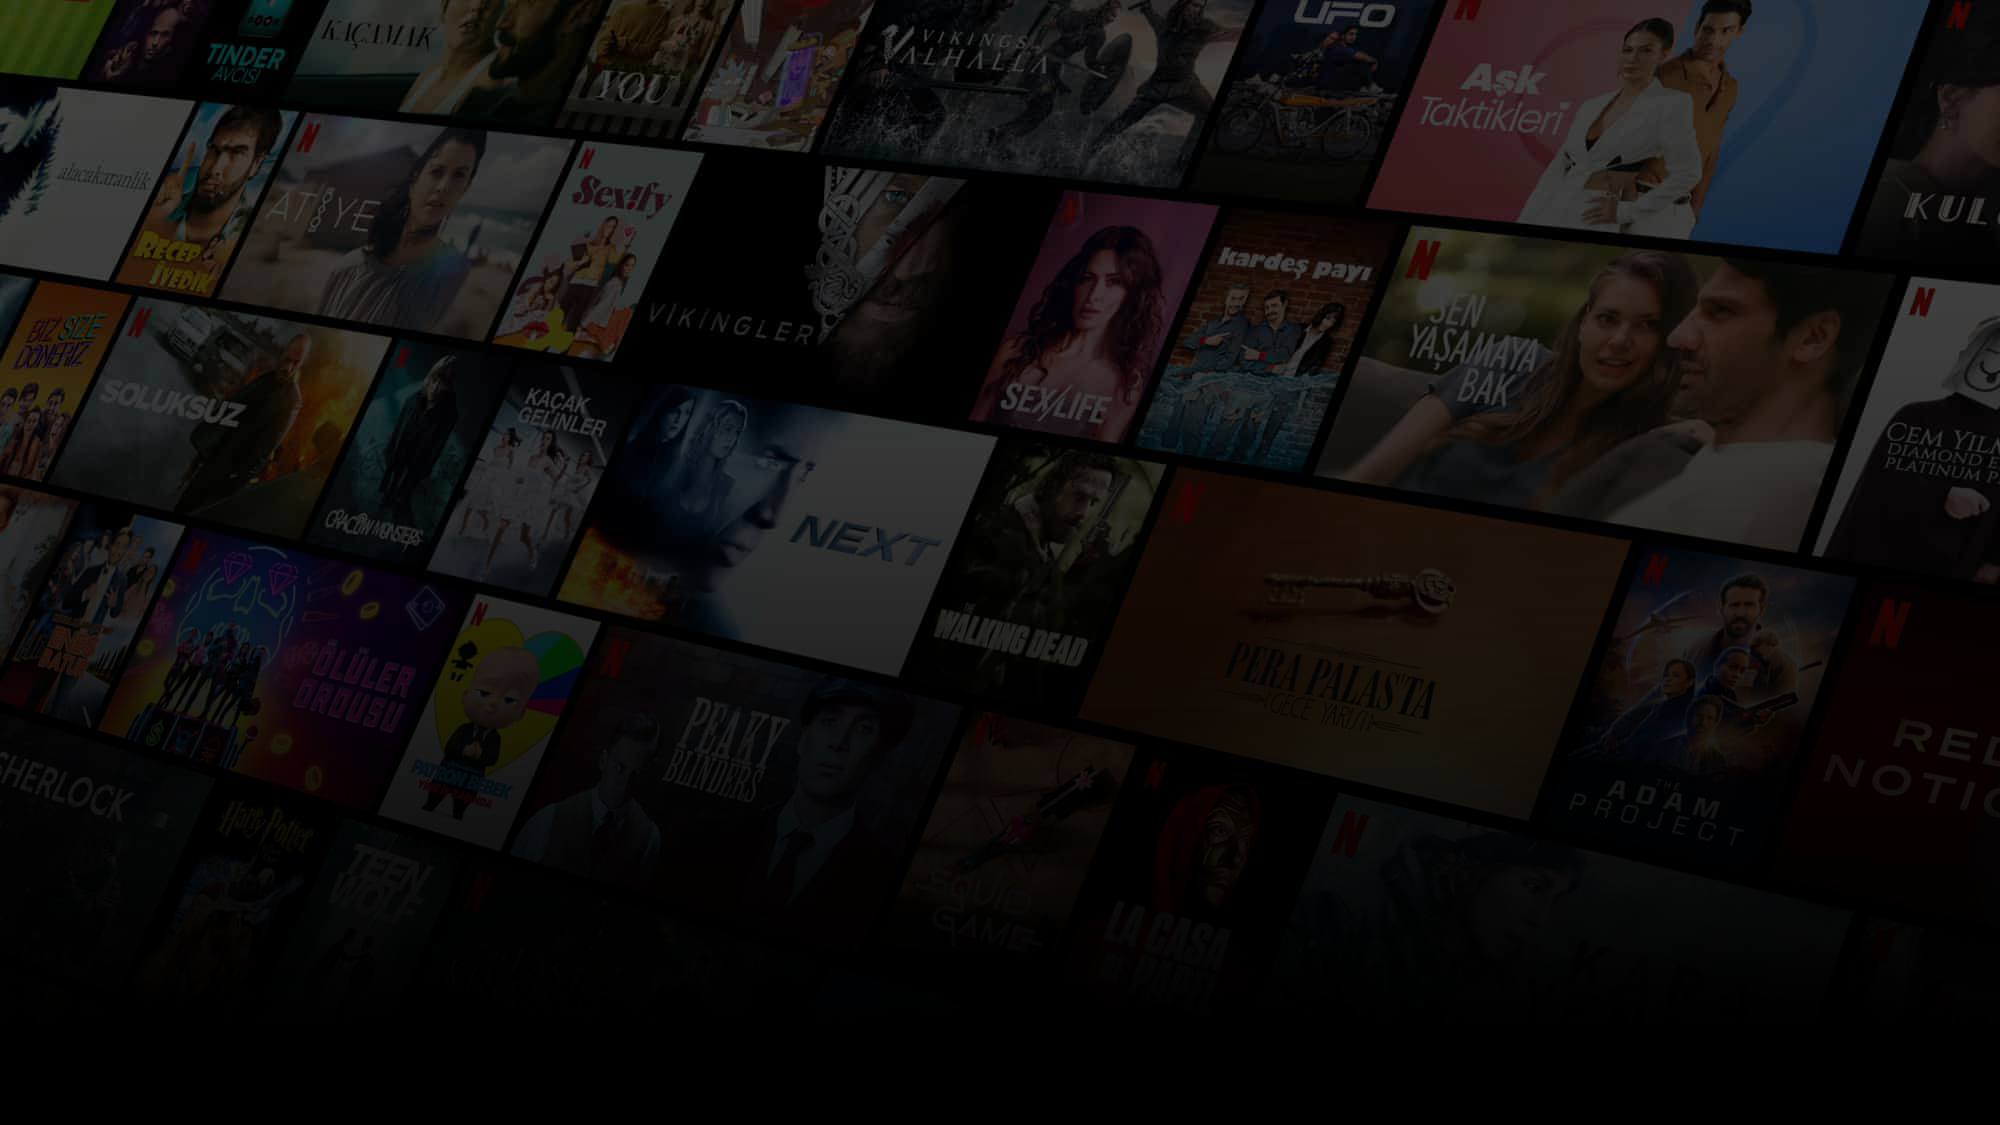 TINDER
AVCISI
KAÇAMAK
YOU
VIKINGS
VALHALLA
UFO
Aşk
Taktikleri
alacakaranlık
RECEP
İVEDİK
ATİYE
Sex!fy
VİKİNGLER
SEX/LIFE
kardeş payı
SEN
YAŞAMAYA
BAK
CEM YILM
DIAMOND E
PLATINUM P
BİZ SİZE
DÖNERİZ
SOLUKSUZ
CRACOW MONSTERS
KAÇAK
GELİNLER
NEXT
THE
WALKING DEAD
PERA PALAS'TA
GECE YARISI
THE
ADAM
PROJECT
RED
NOTIC
ÖLÜLER
ORDUSU
PATRON BEBEK
PEAKY
BLINDERS
SQUID
GAME
LA CASA
DE PAPEL
SHERLOCK
Harry Potter
TEEN
WOLF